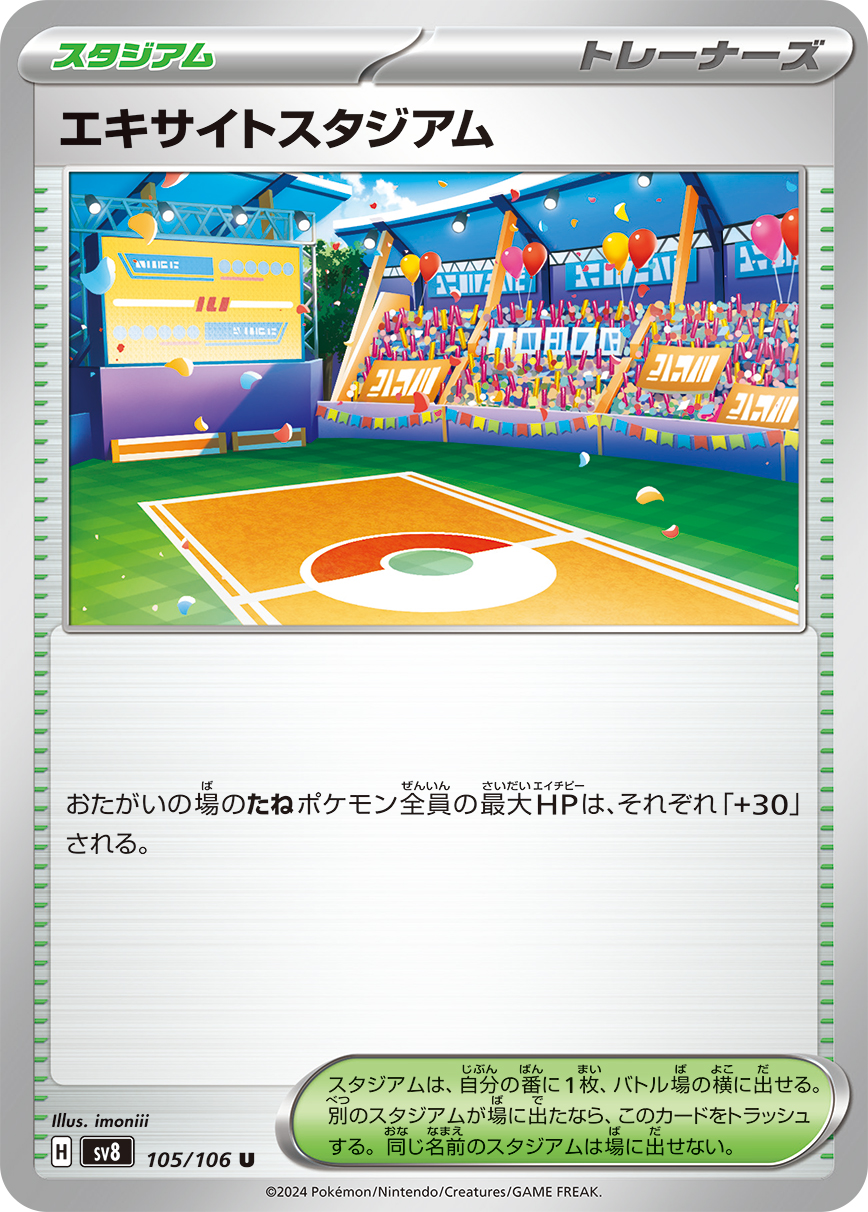 スタジアム
トレーナーズ
エキサイトスタジアム
おたがいの場のたねポケモン全員の最大HPは、それぞれ「+30」
される。
スタジアムは、自分の番に1枚、バトル場の横に出せる。
別のスタジアムが場に出たなら、このカードをトラッシュ
する。同じ名前のスタジアムは場に出せない。
Illus. imoniii
H SV8 105/106 U
©2024 Pokémon/Nintendo/Creatures/GAME FREAK.